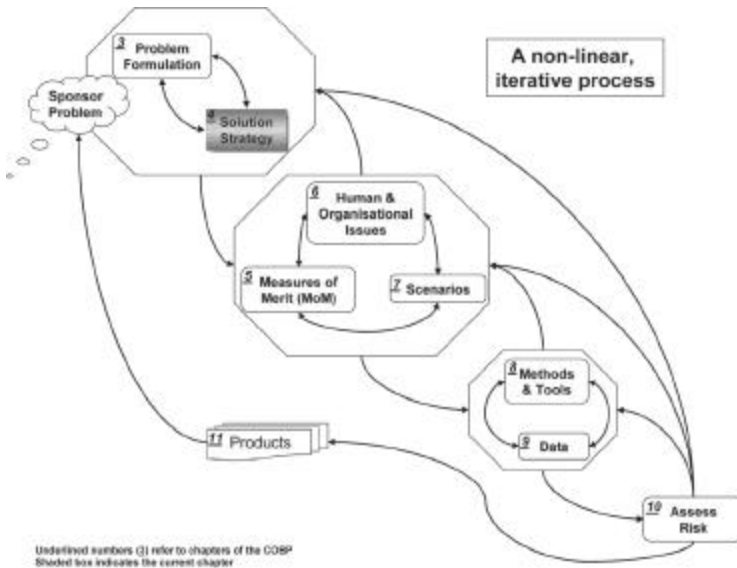 3
Problem
Formulation
A non-linear,
iterative process
Sponsor
Problem
4
Solution
Strategy
6
Human &
Organisational
Issues
5
Measures of
Merit (MoM)
7
Scenarios
8
Methods
& Tools
9
Data
11 Products
10
Assess
Risk
Underlined numbers (3) refer to chapters of the COBP
Shaded box indicates the current chapter